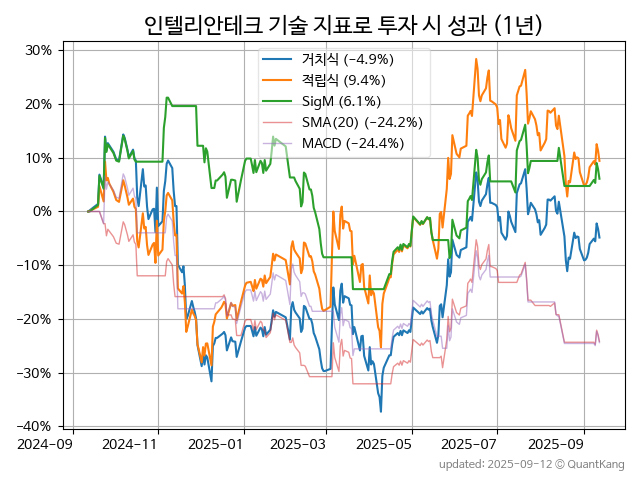 인텔리안테크 기술 지표로 투자 시 성과 (1년)
30%
20%
10%
0%
−10%
−20%
−30%
−40%
거치식 (-4.9%)
적립식 (9.4%)
SigM (6.1%)
SMA(20) (-24.2%)
MACD (-24.4%)
2024-09
2024-11
2025-01
2025-03
2025-05
2025-07
2025-09
updated: 2025-09-12 © QuantKang